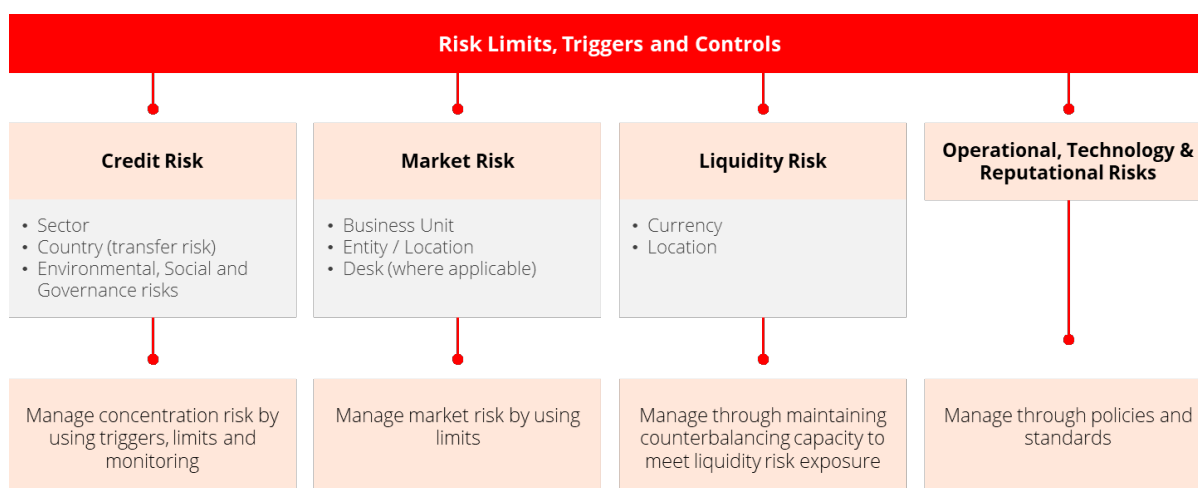 Risk Limits, Triggers and Controls
Credit Risk
• Sector
• Country (transfer risk)
• Environmental, Social and
Governance risks
Manage concentration risk by
using triggers, limits and
monitoring
Market Risk
• Business Unit
• Entity / Location
• Desk (where applicable)
Manage market risk by using
limits
Liquidity Risk
• Currency
• Location
Manage through maintaining
counterbalancing capacity to
meet liquidity risk exposure
Operational, Technology &
Reputational Risks
Manage through policies and
standards